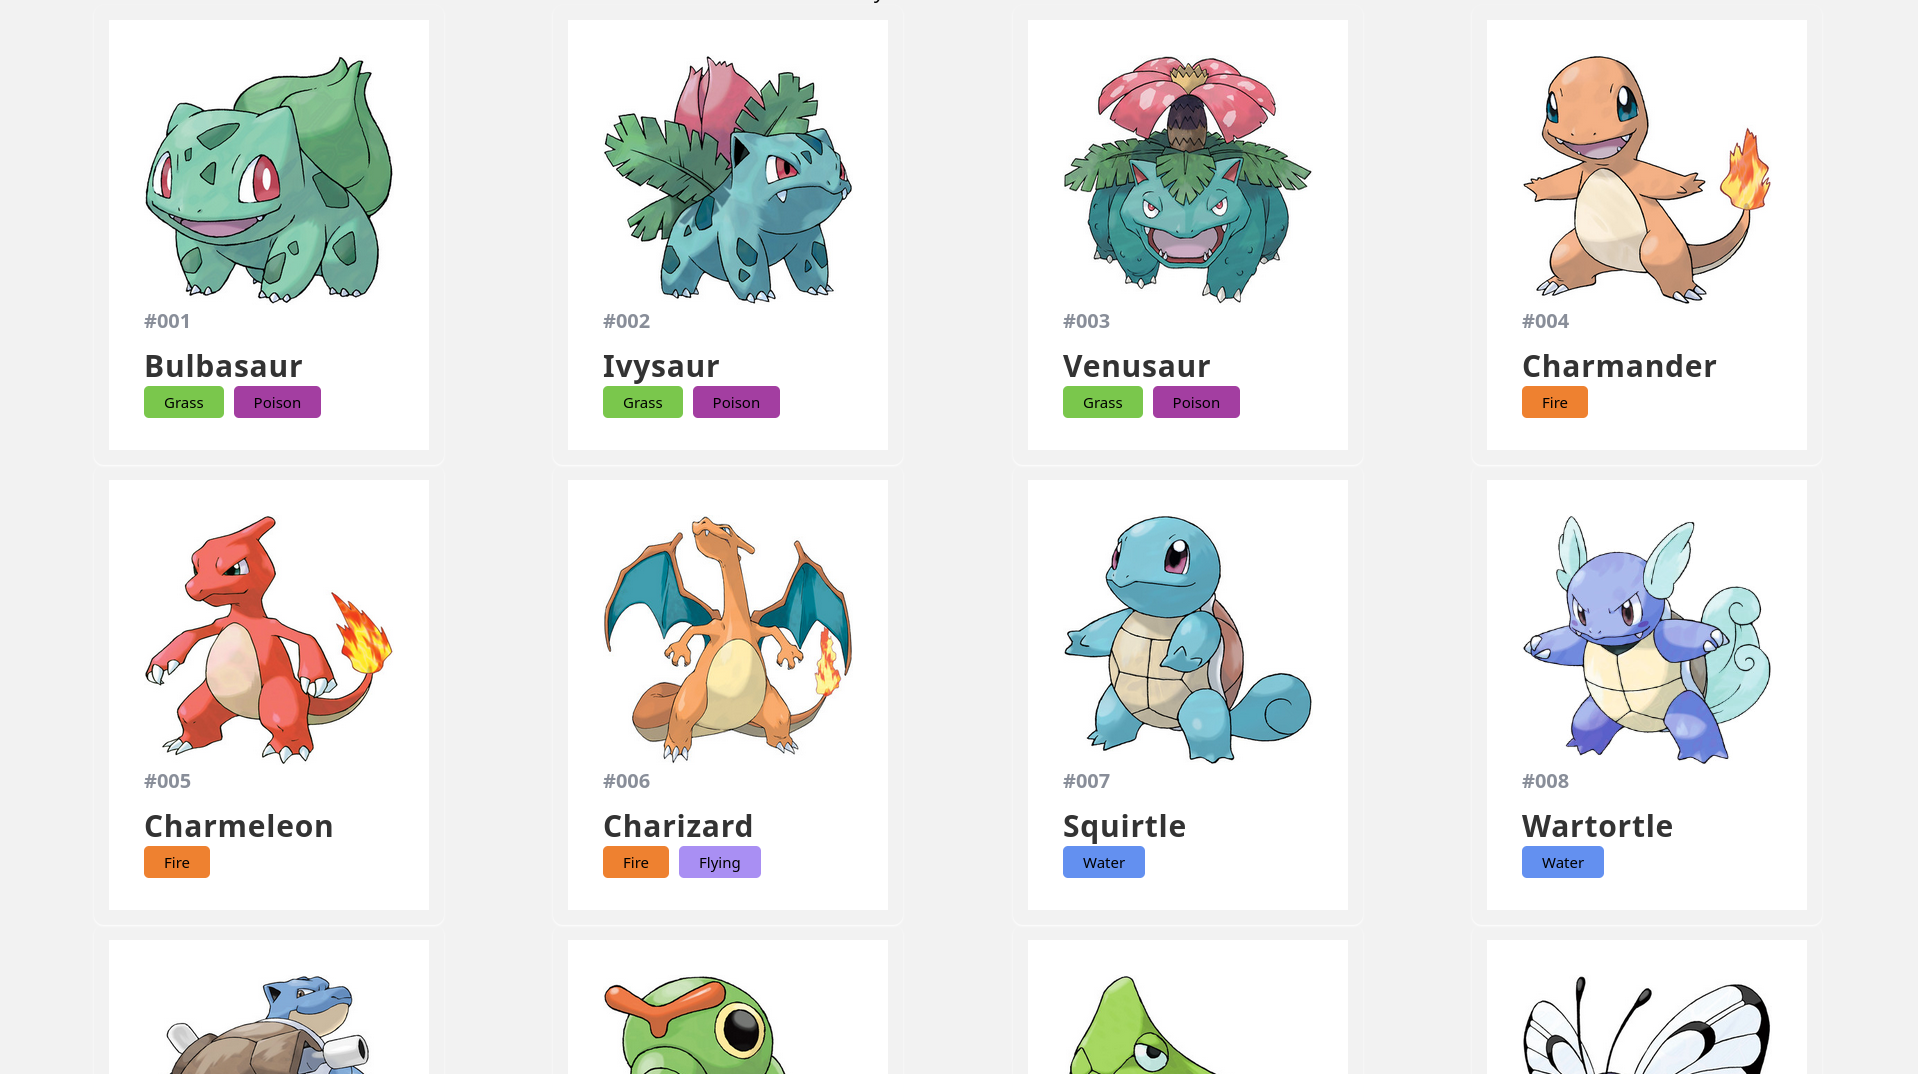 #001
Bulbasaur
Grass Poison
#002
Ivysaur
Grass Poison
#003
Venusaur
Grass Poison
#004
Charmander
Fire
#005
Charmeleon
Fire
#006
Charizard
Fire Flying
#007
Squirtle
Water
#008
Wartortle
Water